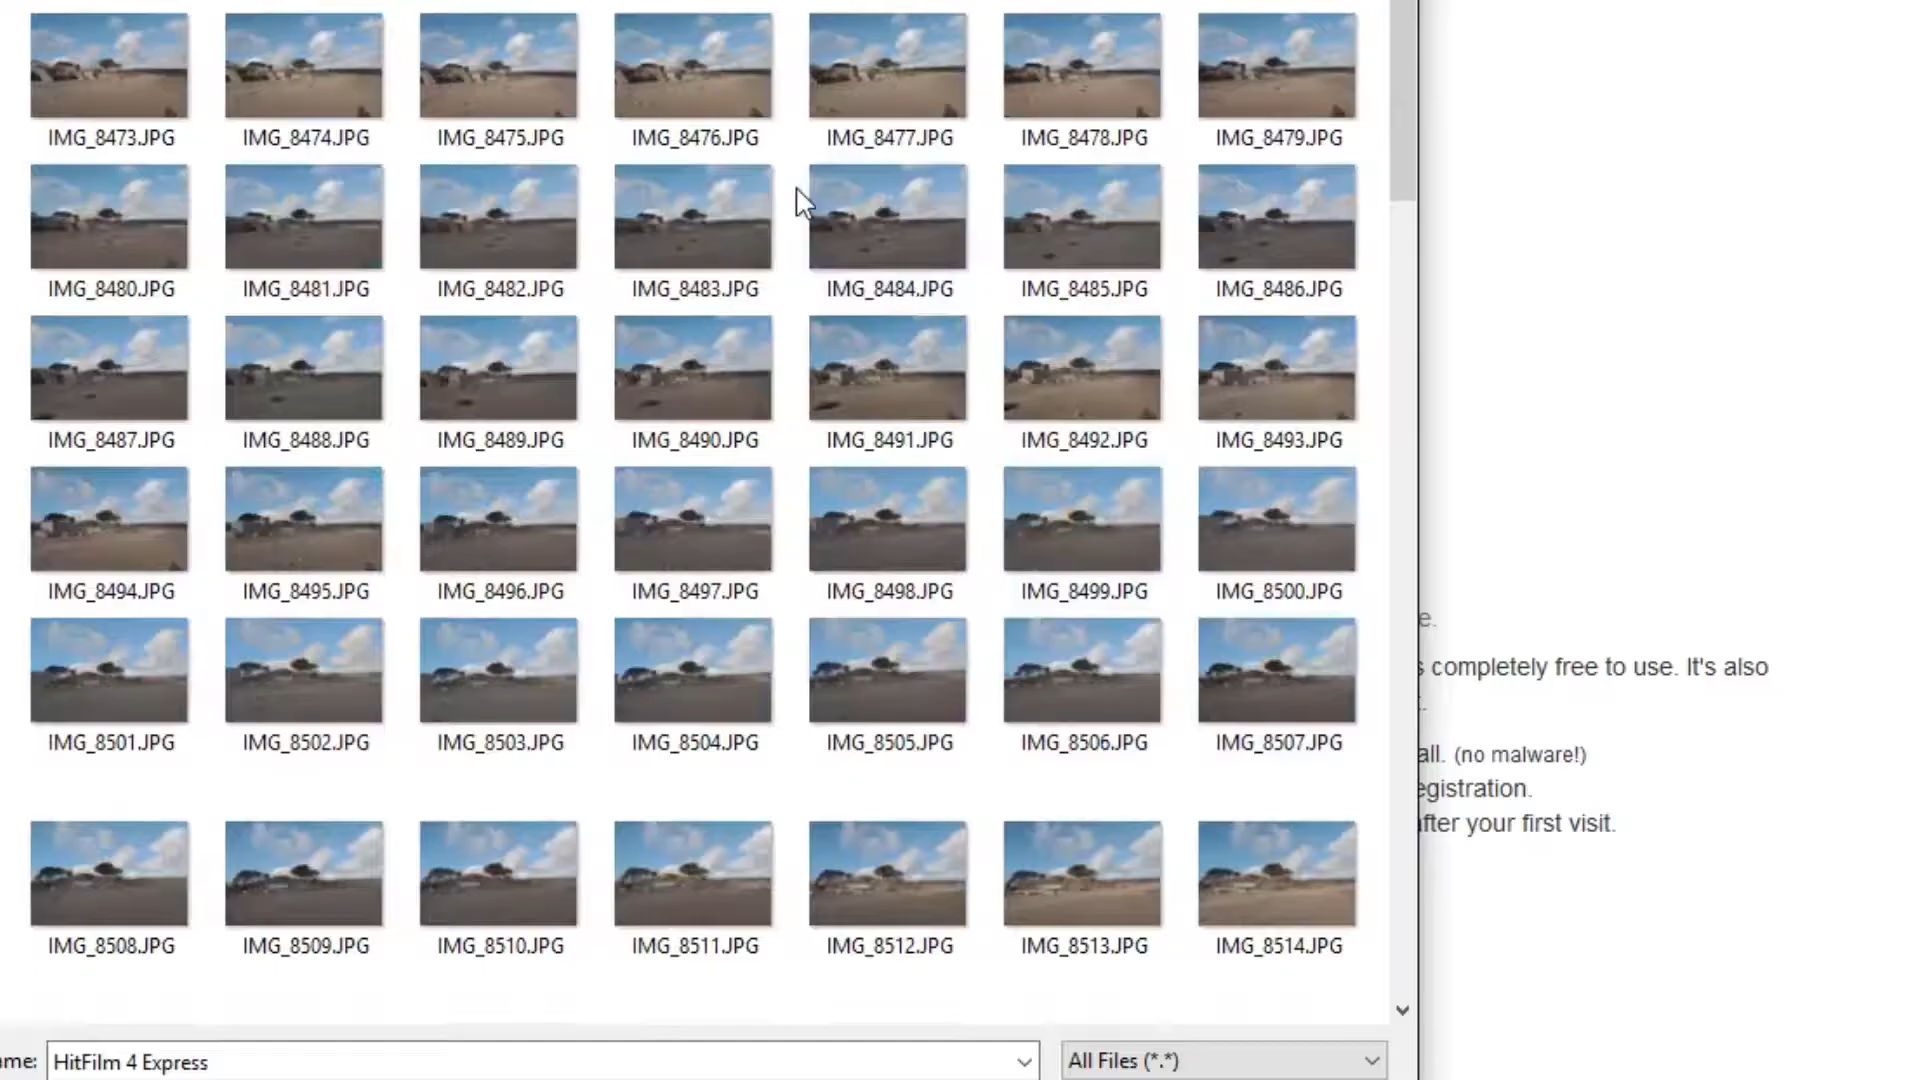 IMG_8473.JPG IMG_8474.JPG IMG_8475.JPG IMG_8476.JPG IMG_8477.JPG IMG_8478.JPG IMG_8479.JPG
IMG_8480.JPG IMG_8481.JPG IMG_8482.JPG IMG_8483.JPG IMG_8484.JPG IMG_8485.JPG IMG_8486.JPG
IMG_8487.JPG IMG_8488.JPG IMG_8489.JPG IMG_8490.JPG IMG_8491.JPG IMG_8492.JPG IMG_8493.JPG
IMG_8494.JPG IMG_8495.JPG IMG_8496.JPG IMG_8497.JPG IMG_8498.JPG IMG_8499.JPG IMG_8500.JPG
IMG_8501.JPG IMG_8502.JPG IMG_8503.JPG IMG_8504.JPG IMG_8505.JPG IMG_8506.JPG IMG_8507.JPG
IMG_8508.JPG IMG_8509.JPG IMG_8510.JPG IMG_8511.JPG IMG_8512.JPG IMG_8513.JPG IMG_8514.JPG
ame: HitFilm 4 Express All Files (*.*)
e.
s completely free to use. It's also
all. (no malware!)
egistration.
after your first visit.